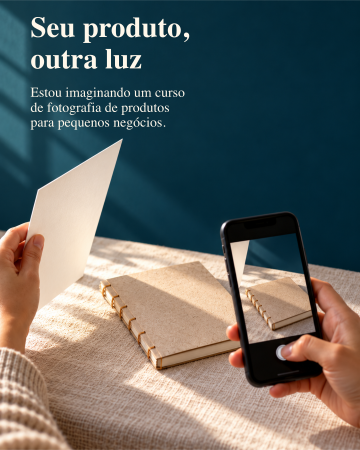 Seu produto,
outra luz
Estou imaginando um curso
de fotografia de produtos
para pequenos negócios.